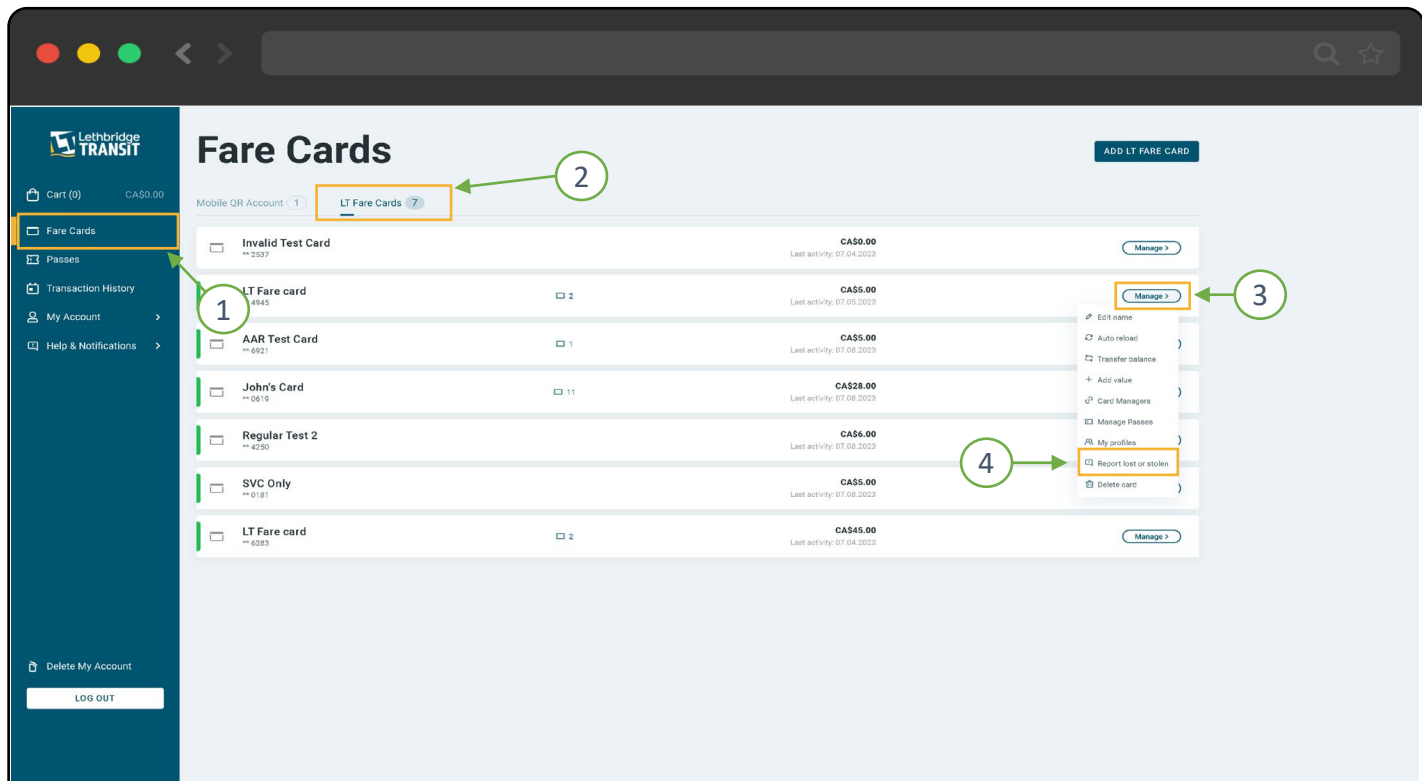 Lethbridge
TRANSIT
Cart (0) CA$0.00
Fare Cards
Passes
Transaction History
My Account
Help & Notifications
Delete My Account
LOG OUT
1
Fare Cards
ADD LT FARE CARD
2
Mobile QR Account 1 LT Fare Cards 7
Invalid Test Card
** 2537
CA$0.00
Last activity: 07.04.2023
Manage >
LT Fare card
4945
2
CA$5.00
Last activity: 07.05.2023
Manage >
3
Edit name
Auto reload
Transfer balance
Add value
Card Managers
Manage Passes
My profiles
Report lost or stolen
Delete card
4
AAR Test Card
** 6921
1
CA$5.00
Last activity: 07.08.2023
John's Card
** 0619
11
CA$28.00
Last activity: 07.08.2023
Regular Test 2
** 4250
CA$6.00
Last activity: 07.08.2023
SVC Only
** 0181
CA$5.00
Last activity: 07.08.2023
LT Fare card
** 6283
2
CA$45.00
Last activity: 07.04.2023
Manage >